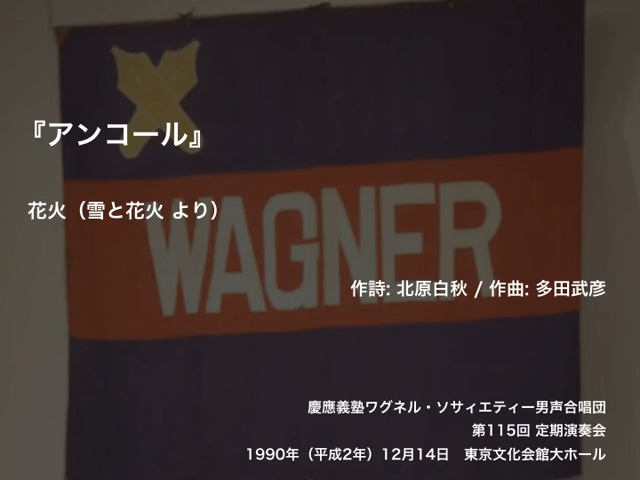 『アンコール』
花火（雪と花火 より）
WAGNER
作詩: 北原白秋 / 作曲: 多田武彦
慶應義塾ワグネル・ソサィエティー男声合唱団
第115回 定期演奏会
1990年（平成2年）12月14日　東京文化会館大ホール